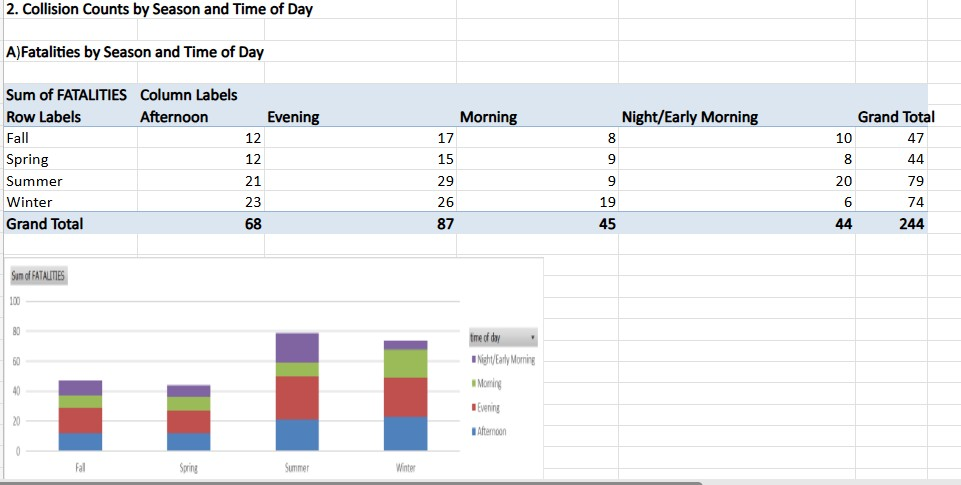 2. Collision Counts by Season and Time of Day
A)Fatalities by Season and Time of Day
Sum of FATALITIES Column Labels
Row Labels Afternoon Evening Morning Night/Early Morning Grand Total
Fall 12 17 8 10 47
Spring 12 15 9 8 44
Summer 21 29 9 20 79
Winter 23 26 19 6 74
Grand Total 68 87 45 44 244
Sum of FATALITIES
100
80
60
40
20
0
Fall Spring Summer Winter
time of day
Night/Early Morning
Morning
Evening
Afternoon